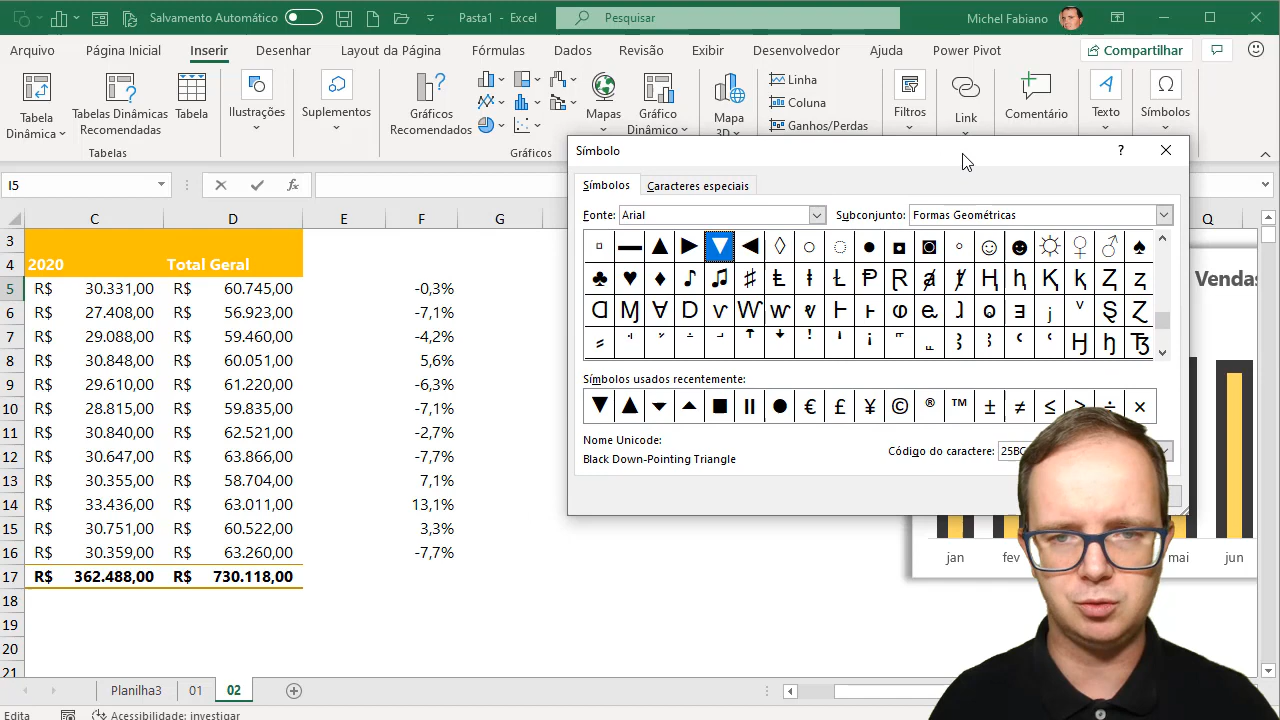 Salvamento Automático
Pasta1 - Excel
Pesquisar
Michel Fabiano
Arquivo Página Inicial Inserir Desenhar Layout da Página Fórmulas Dados Revisão Exibir Desenvolvedor Ajuda Power Pivot Compartilhar
Tabela Dinâmica
Tabelas Dinâmicas Recomendadas
Tabela
Ilustrações
Suplementos
Gráficos Recomendados
Mapas
Gráfico Dinâmico
Mapa 3D
Linha
Coluna
Ganhos/Perdas
Filtros
Link
Comentário
Texto
Símbolos
Tabelas
Gráficos
I5
fx
C D E F G Q
3
4 2020 Total Geral
5 R$ 30.331,00 R$ 60.745,00 -0,3%
6 R$ 27.408,00 R$ 56.923,00 -7,1%
7 R$ 29.088,00 R$ 59.460,00 -4,2%
8 R$ 30.848,00 R$ 60.051,00 5,6%
9 R$ 29.610,00 R$ 61.220,00 -6,3%
10 R$ 28.815,00 R$ 59.835,00 -7,1%
11 R$ 30.840,00 R$ 62.521,00 -2,7%
12 R$ 30.647,00 R$ 63.866,00 -7,7%
13 R$ 30.355,00 R$ 58.704,00 7,1%
14 R$ 33.436,00 R$ 63.011,00 13,1%
15 R$ 30.751,00 R$ 60.522,00 3,3%
16 R$ 30.359,00 R$ 63.260,00 -7,7%
17 R$ 362.488,00 R$ 730.118,00
18
19
20
21
Símbolo
?
Símbolos Caracteres especiais
Fonte: Arial Subconjunto: Formas Geométricas
Símbolos usados recentemente:
▼ ▲ ■ ● € £ ¥ © ® ™ ± ≠ ≤ ≥ ÷ ×
Nome Unicode:
Black Down-Pointing Triangle
Código do caractere:
Vendas
jan fev mai jun
Planilha3 01 02
Edita Acessibilidade: investigar